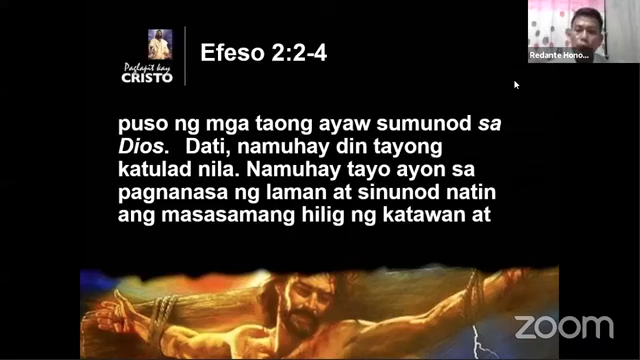 Efeso 2:2-4
Paglapit kay
CRISTO
puso ng mga taong ayaw sumunod sa
Dios. Dati, namuhay din tayong
katulad nila. Namuhay tayo ayon sa
pagnanasa ng laman at sinunod natin
ang masasamang hilig ng katawan at
Redante Hono...
zoom